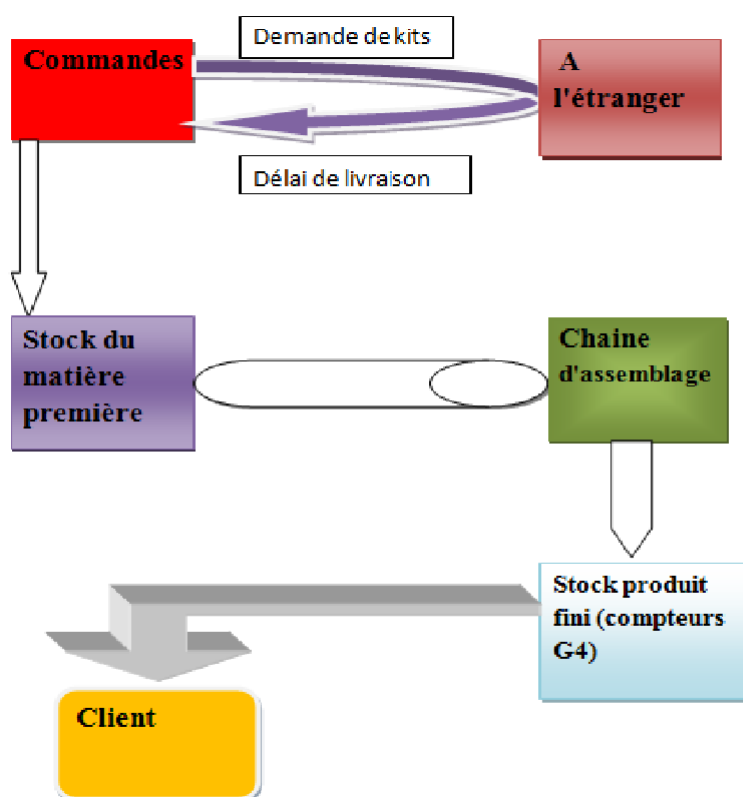 Demande de kits
Commandes
A
l'étranger
Délai de livraison
Stock du
matière
première
Chaine
d'assemblage
Stock produit
fini (compteurs
G4)
Client